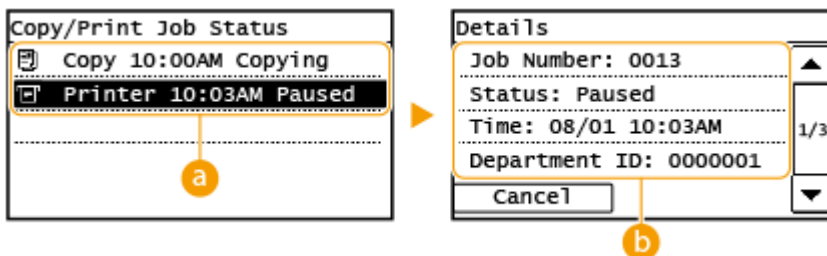 Copy/Print Job Status
Copy 10:00AM Copying
Printer 10:03AM Paused
a
Details
Job Number: 0013
Status: Paused
Time: 08/01 10:03AM
1/3
Department ID: 0000001
Cancel
b